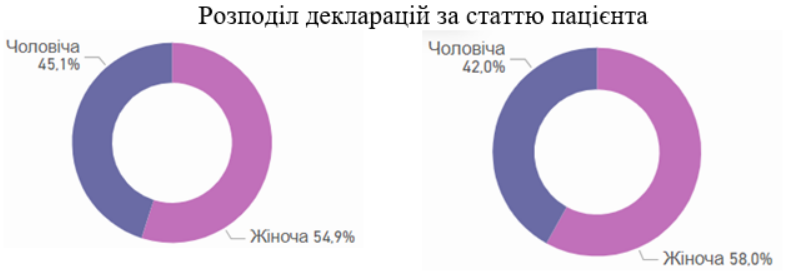 Розподіл декларацій за статтю пацієнта
Чоловіча
45,1%
Жіноча 54,9%
Чоловіча
42,0%
Жіноча 58,0%